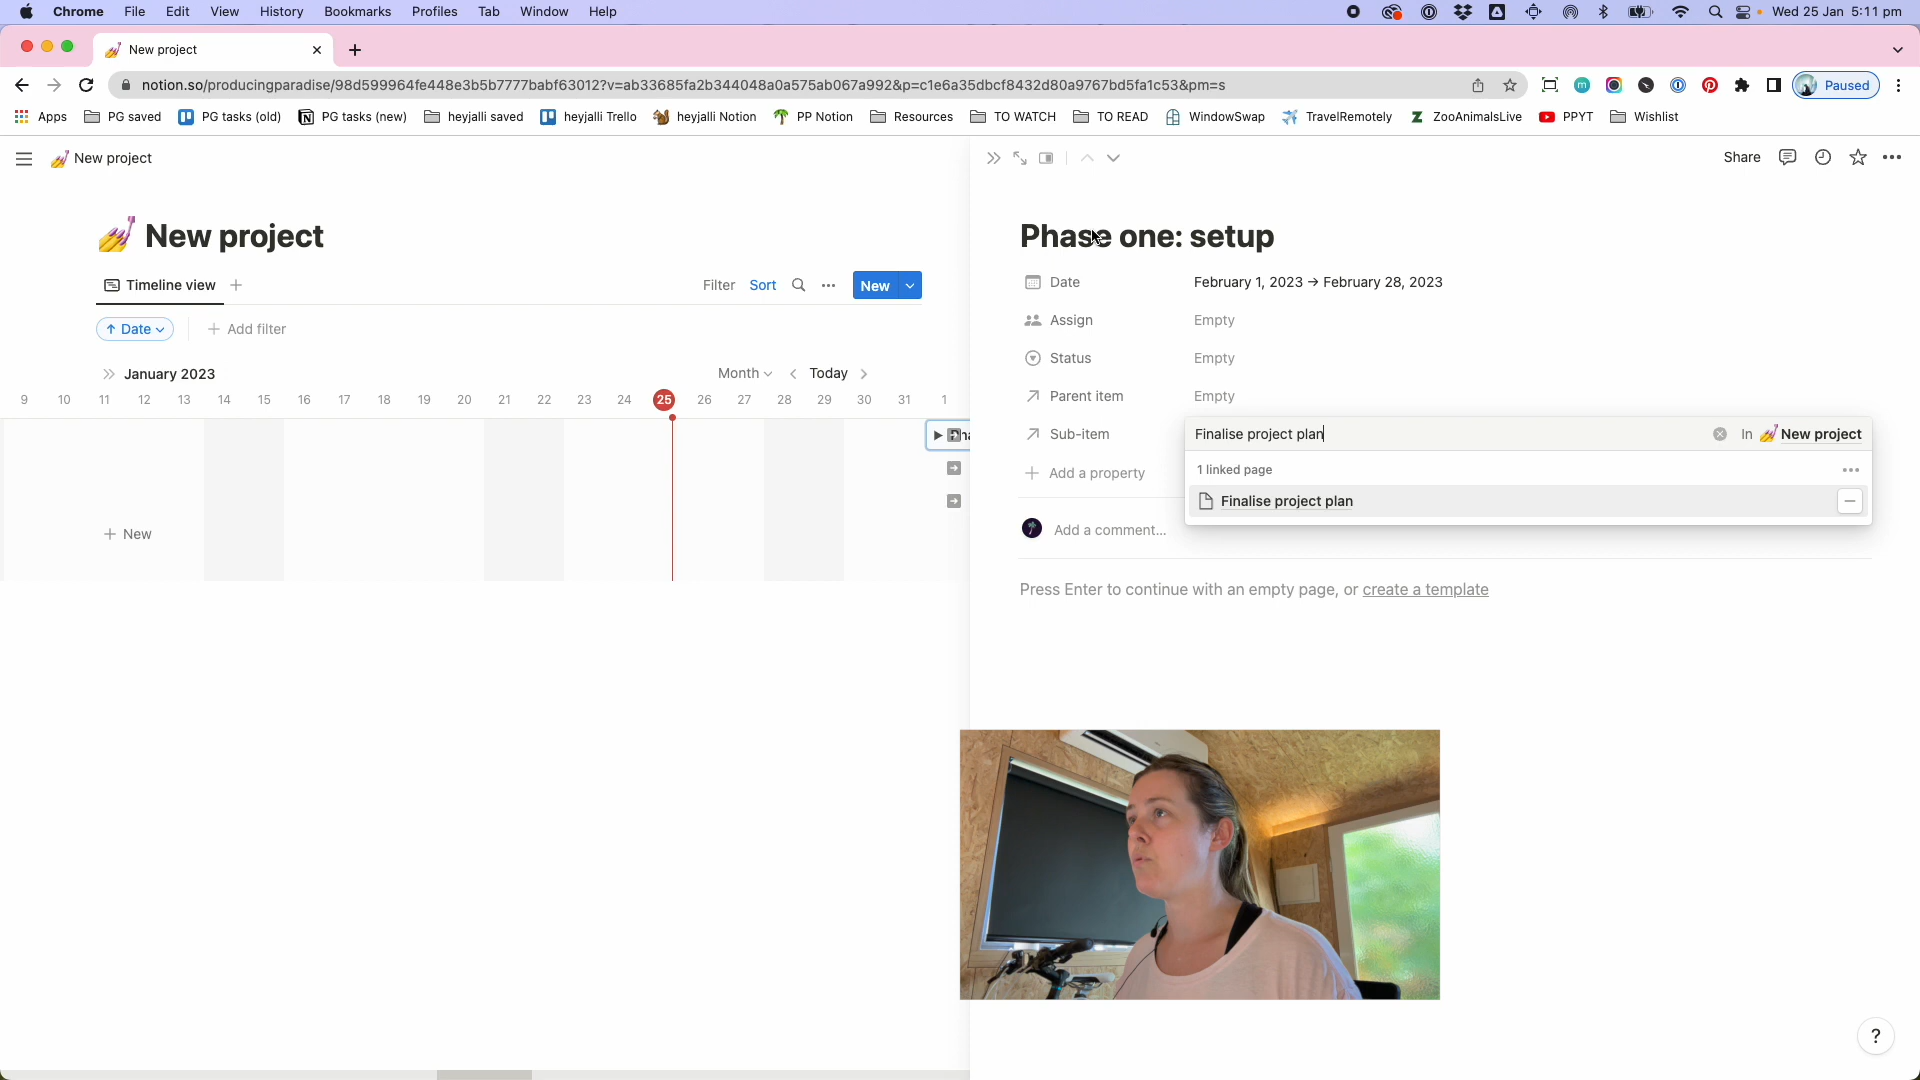 Chrome File Edit View History Bookmarks Profiles Tab Window Help Wed 25 Jan 5:11 pm
New project
notion.so/producingparadise/98d599964fe448e3b5b7777babf63012?v=ab33685fa2b344048a0a575ab067a992&p=c1e6a35dbcf8432d80a9767bd5fa1c53&pm=s Paused
Apps PG saved PG tasks (old) PG tasks (new) heyjalli saved heyjalli Trello heyjalli Notion PP Notion Resources TO WATCH TO READ WindowSwap TravelRemotely ZooAnimalsLive PPYT Wishlist
New project
Share
New project
Timeline view
Filter Sort New
Date Add filter
January 2023 Month Today
9 10 11 12 13 14 15 16 17 18 19 20 21 22 23 24 25 26 27 28 29 30 31 1
New
Phase one: setup
Date February 1, 2023 → February 28, 2023
Assign Empty
Status Empty
Parent item Empty
Sub-item Finalise project plan In New project
1 linked page
Add a property
Finalise project plan
Add a comment...
Press Enter to continue with an empty page, or create a template
?